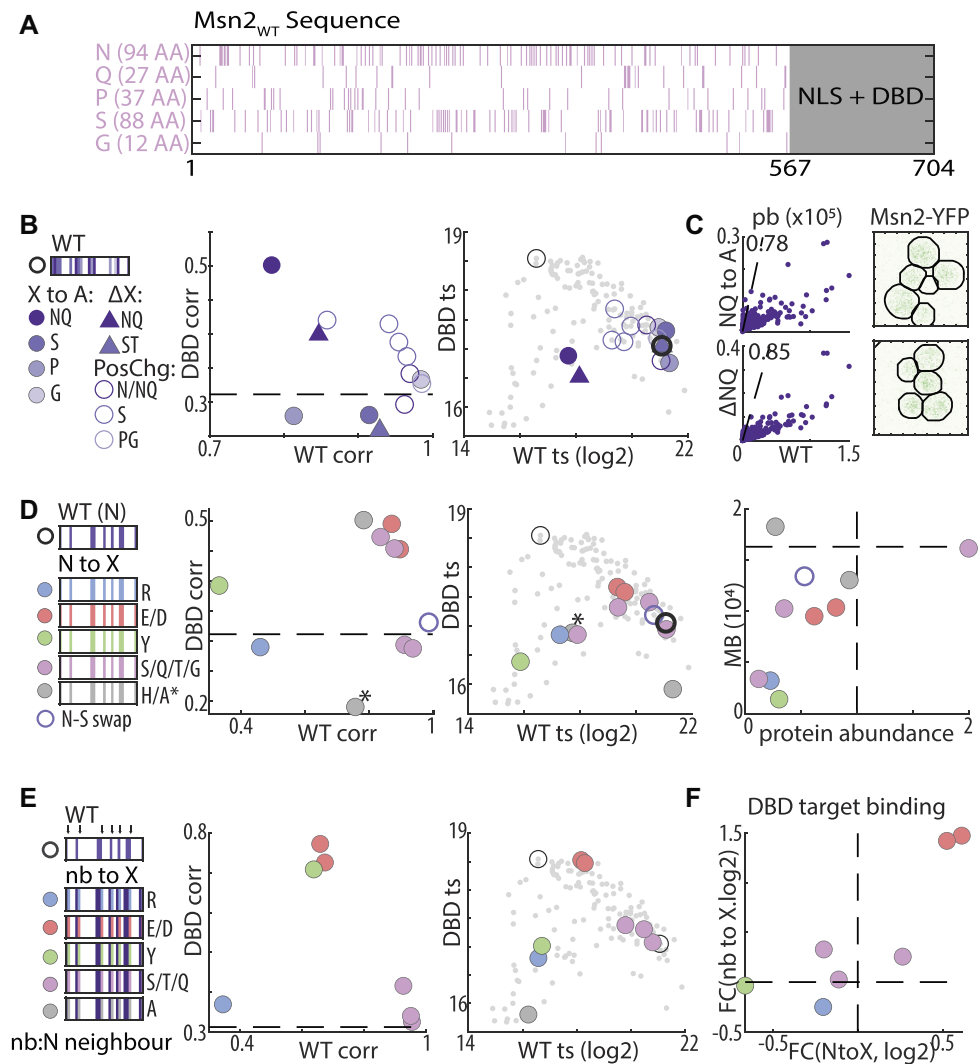 A
Msn2WT Sequence
N (94 AA)
Q (27 AA)
P (37 AA)
S (88 AA)
G (12 AA)
NLS + DBD
1 567 704
B
WT
X to A: ΔX:
NQ NQ
S ST
P
G
PosChg:
N/NQ
S
PG
DBD corr
0.5
0.3
0.7 WT corr 1
DBD ts
19
16
14 WT ts (log2) 22
C
pb (x10⁵)
Msn2-YFP
NQ to A
0.3
0.78
ΔNQ
0.4
0.85
0
0 WT 1.5
D
WT (N)
N to X
R
E/D
Y
S/Q/T/G
H/A*
N-S swap
DBD corr
0.5
0.2
*
0.4 WT corr 1
DBD ts
19
16
*
14 WT ts (log2) 22
MB (10⁴)
2
0
0 protein abundance 2
E
WT
nb to X
R
E/D
Y
S/T/Q
A
nb:N neighbour
DBD corr
0.8
0.3
0.4 WT corr 1
DBD ts
19
16
14 WT ts (log2) 22
F
DBD target binding
FC(nb to X.log2)
1.5
-0.5
-0.5 FC(NtoX, log2) 0.5